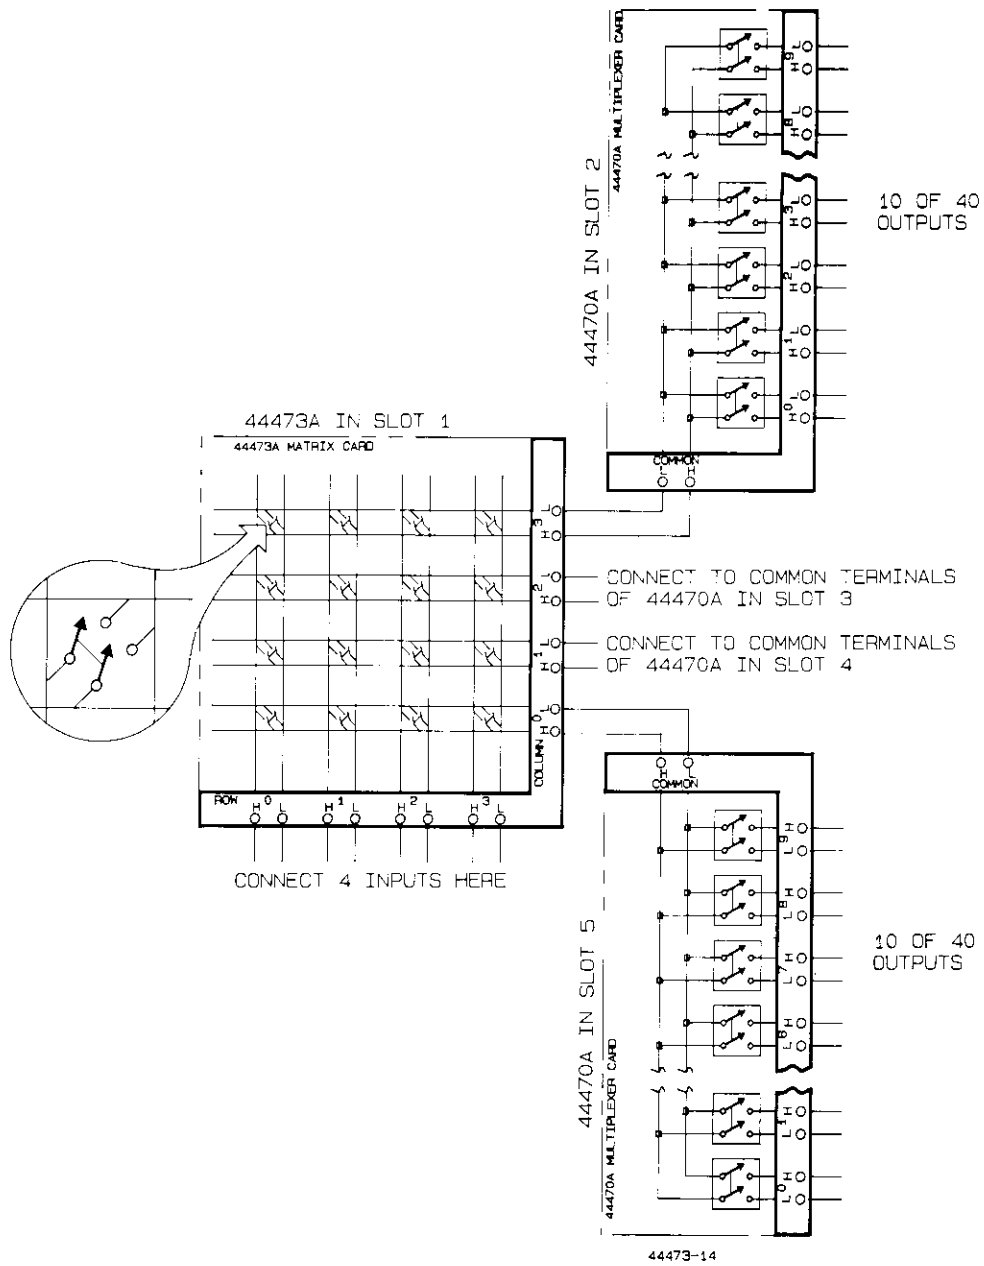 44470A MULTIPLEXER CARD
44470A IN SLOT 2
L
9
H
L
8
H
L
3
H
L
2
H
L
1
H
L
0
H
10 OF 40
OUTPUTS
COMMON
L H
44473A IN SLOT 1
44473A MATRIX CARD
L
3
H
L
2
H
L
1
H
L
0
H
COLUMN
CONNECT TO COMMON TERMINALS
OF 44470A IN SLOT 3
CONNECT TO COMMON TERMINALS
OF 44470A IN SLOT 4
ROW
H 0 L H 1 L H 2 L H 3 L
CONNECT 4 INPUTS HERE
H L
COMMON
44470A IN SLOT 5
44470A MULTIPLEXER CARD
H
9
L
H
8
L
H
7
L
H
6
L
H
1
L
H
0
L
10 OF 40
OUTPUTS
44473-14